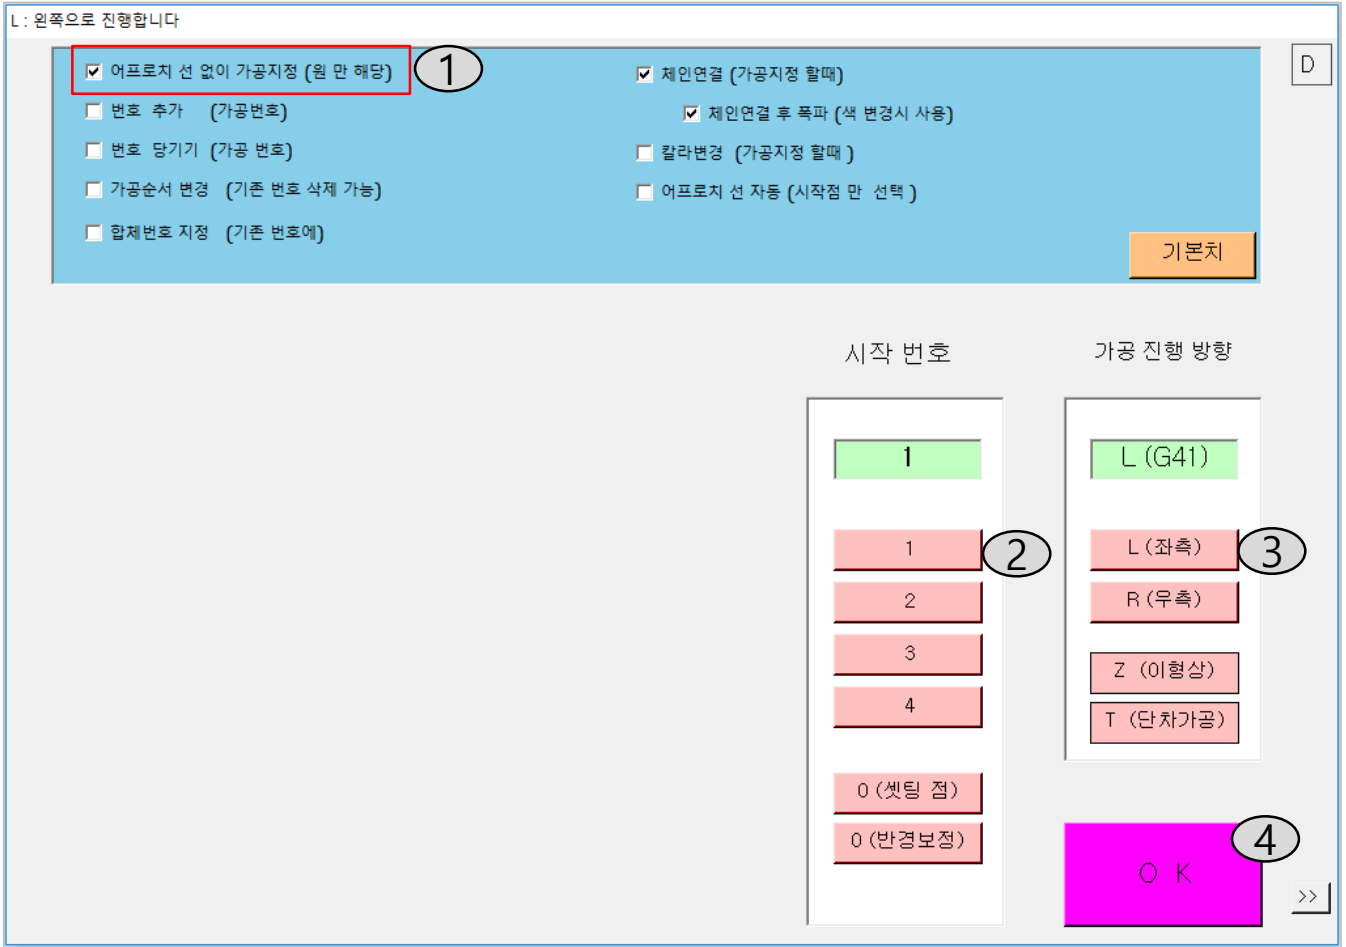 L : 왼쪽으로 진행합니다
D
어프로치 선 없이 가공지정 (원 만 해당)
1
번호 추가 (가공번호)
번호 당기기 (가공 번호)
가공순서 변경 (기존 번호 삭제 가능)
합체번호 지정 (기존 번호에)
체인연결 (가공지정 할때)
체인연결 후 폭파 (색 변경시 사용)
칼라변경 (가공지정 할때 )
어프로치 선 자동 (시작점 만 선택 )
기본치
시작 번호
1
1
2
2
3
4
0 (셋팅 점)
0 (반경보정)
가공 진행 방향
L (G41)
L (좌측)
3
R (우측)
Z (이형상)
T (단차가공)
4
O K
>>